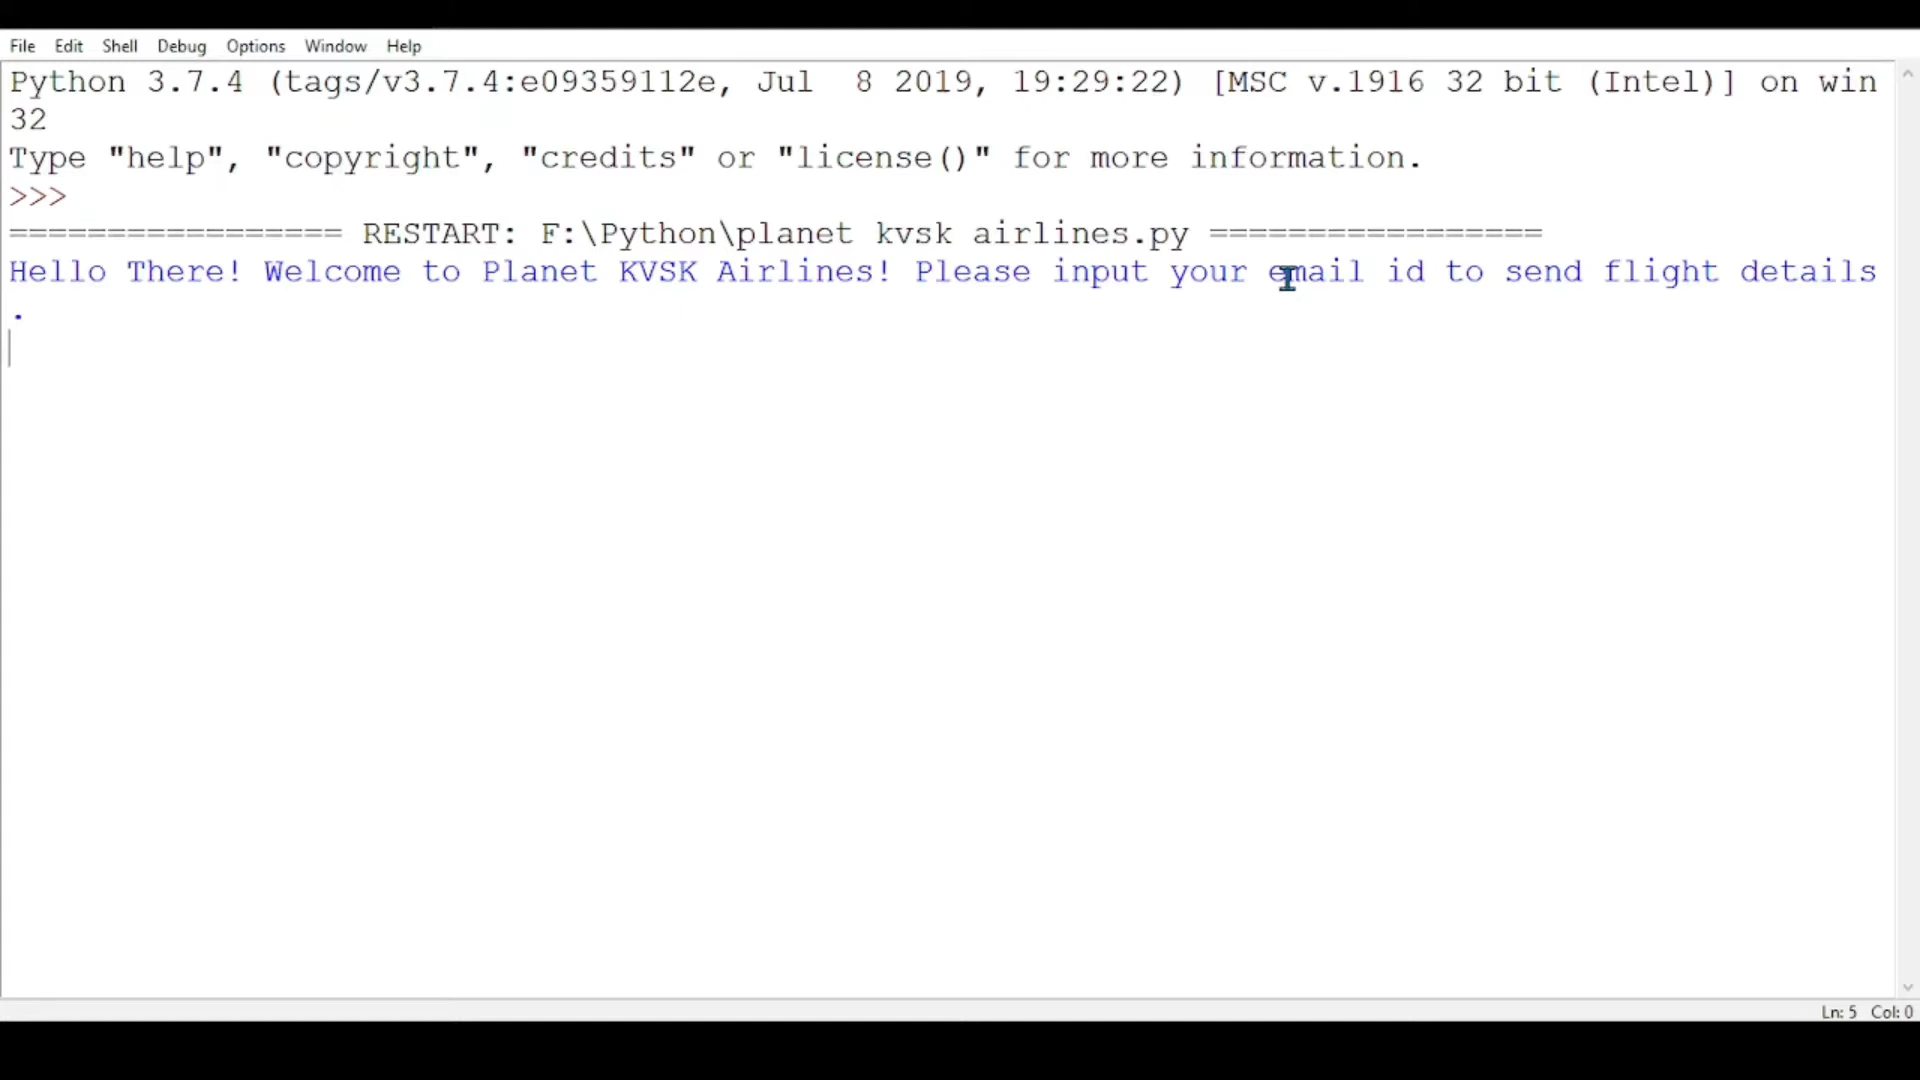 File Edit Shell Debug Options Window Help
Python 3.7.4 (tags/v3.7.4:e09359112e, Jul  8 2019, 19:29:22) [MSC v.1916 32 bit (Intel)] on win
32
Type "help", "copyright", "credits" or "license()" for more information.
>>>
================= RESTART: F:\Python\planet kvsk airlines.py =================
Hello There! Welcome to Planet KVSK Airlines! Please input your email id to send flight details
.
Ln: 5 Col: 0